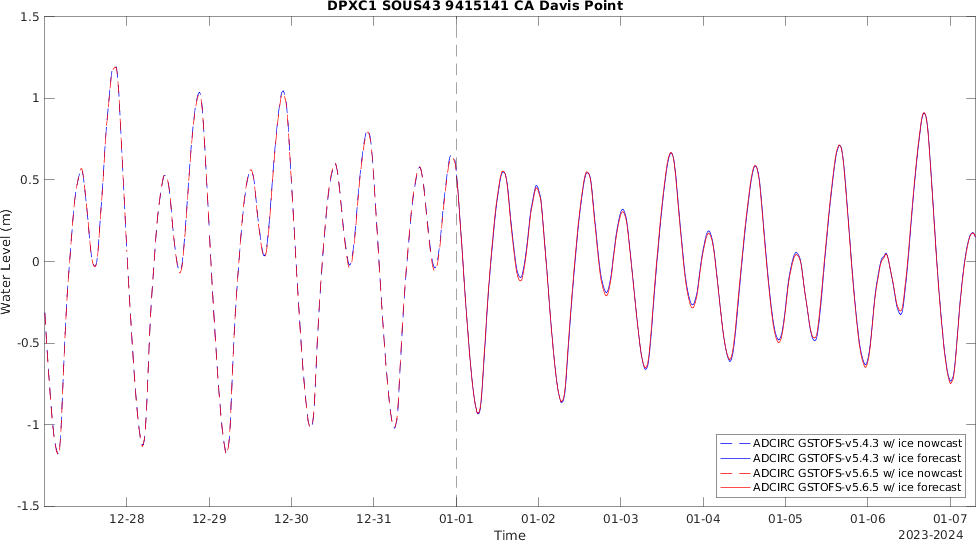 DPXC1 SOUS43 9415141 CA Davis Point
1.5
1
0.5
0
-0.5
-1
-1.5
Water Level (m)
ADCIRC GSTOFS-v5.4.3 w/ ice nowcast
ADCIRC GSTOFS-v5.4.3 w/ ice forecast
ADCIRC GSTOFS-v5.6.5 w/ ice nowcast
ADCIRC GSTOFS-v5.6.5 w/ ice forecast
12-28 12-29 12-30 12-31 01-01 01-02 01-03 01-04 01-05 01-06 01-07
Time
2023-2024